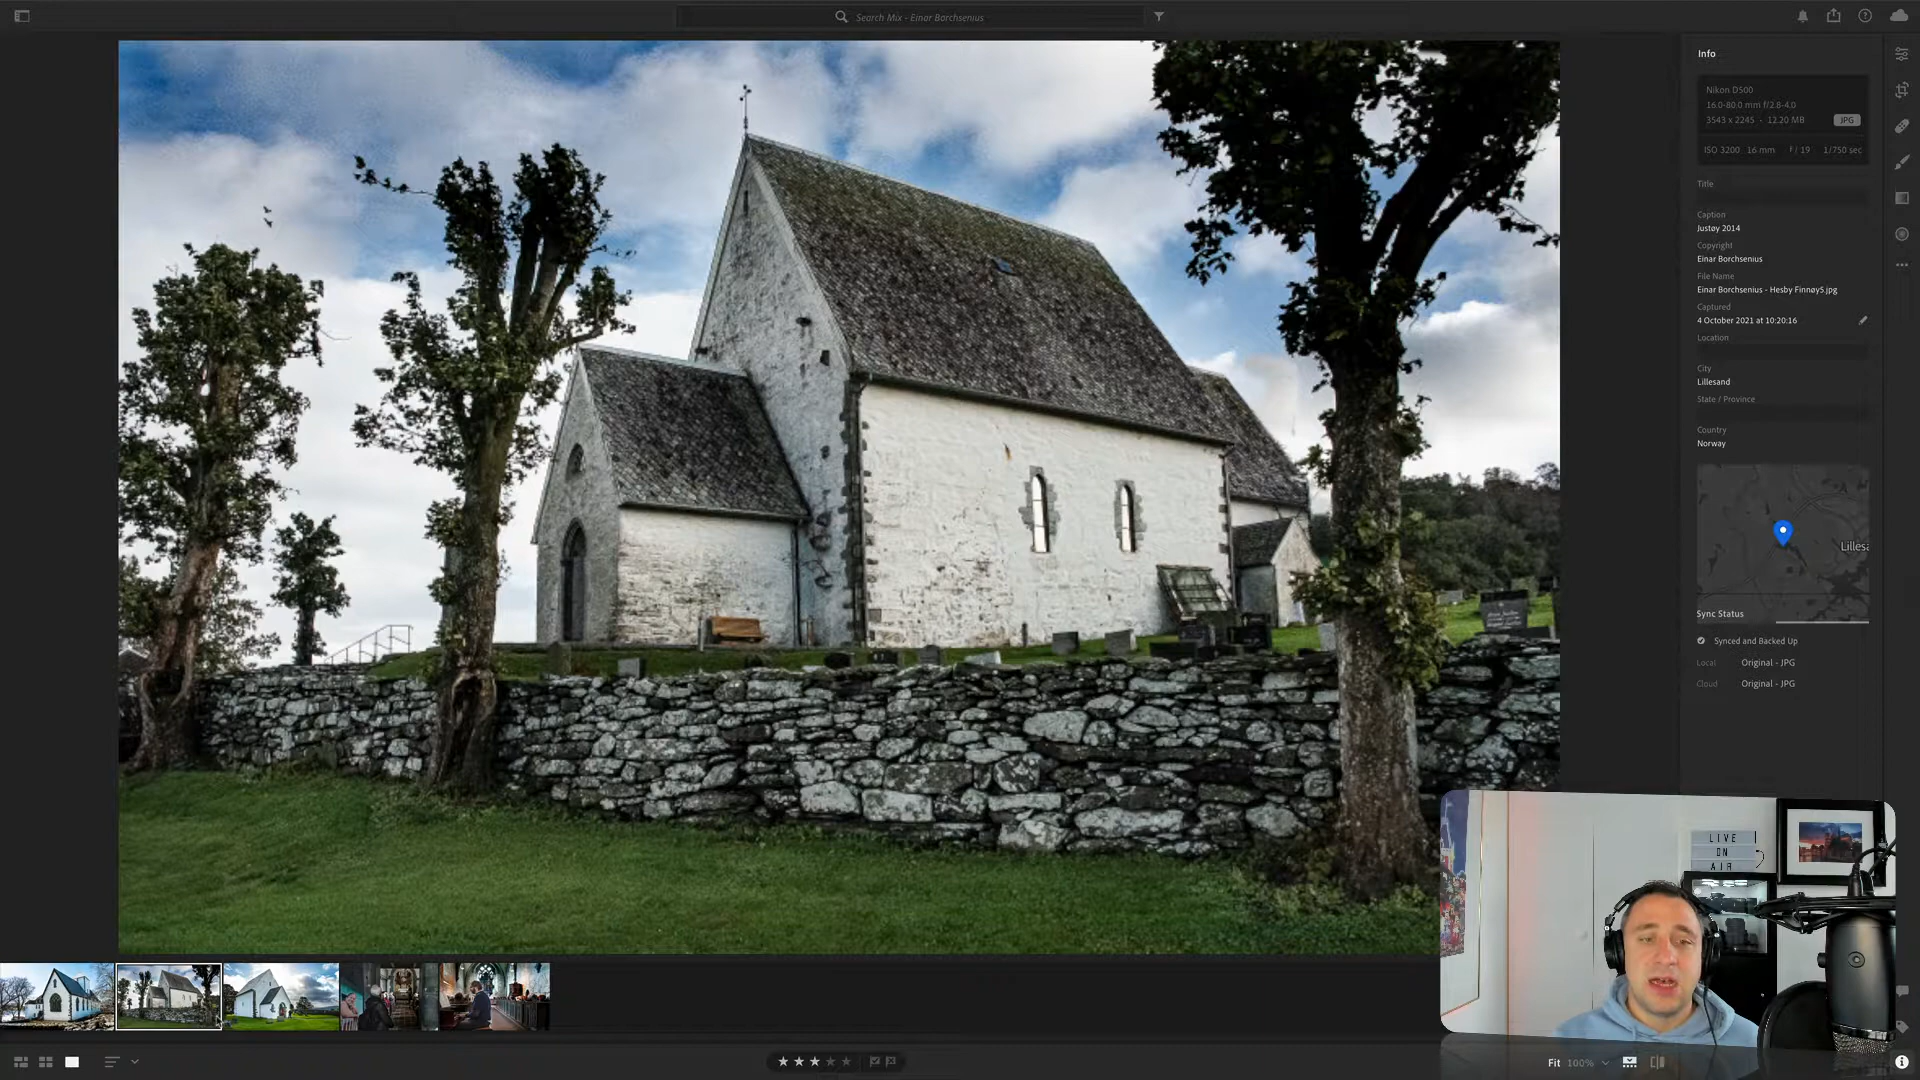 Search Mix - Einar Borchsenius
Info
Nikon D500
16.0-80.0 mm f/2.8-4.0
3543 x 2245 - 12.20 MB JPG
ISO 3200 16 mm f / 19 1/750 sec
Title
Caption
Justøy 2014
Copyright
Einar Borchsenius
File Name
Einar Borchsenius - Hesby Finnøy5.jpg
Captured
4 October 2021 at 10:20:16
Location
City
Lillesand
State / Province
Country
Norway
Lillesa
Sync Status
Synced and Backed Up
Local Original - JPG
Cloud Original - JPG
LIVE
ON
AIR
Fit 100%